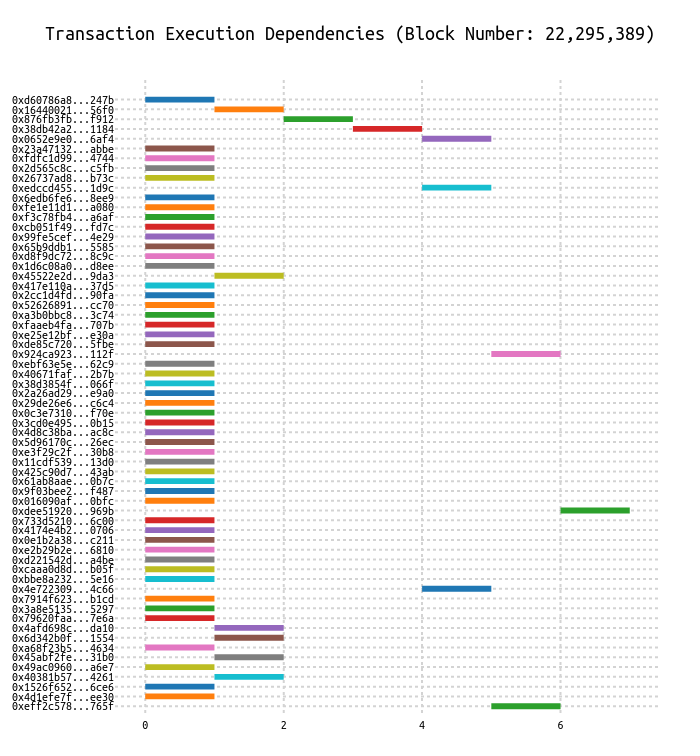 Transaction Execution Dependencies (Block Number: 22,295,389)
0xd60786a8...247b
0x16440021...56f0
0x876fb3fb...f912
0x38db42a2...1184
0x0652e9e0...6af4
0x23a47132...abbe
0xfdfc1d99...4744
0x2d565c8c...c5fb
0x26737ad8...b73c
0xedccd455...1d9c
0x6edb6fe6...8ee9
0xfe1e11d1...a080
0xf3c78fb4...a6af
0xcb051f49...fd7c
0x99fe5cef...4e29
0x65b9ddb1...5585
0xd8f9dc72...8c9c
0x1d6c08a0...d8ee
0x45522e2d...9da3
0x417e110a...37d5
0x2cc1d4fd...90fa
0x52626891...cc70
0xa3b0bbc8...3c74
0xfaaeb4fa...707b
0xe25e12bf...e30a
0xde85c720...5fbe
0x924ca923...112f
0xebf63e5e...62c9
0x40671faf...2b7b
0x38d3854f...066f
0x2a26ad29...e9a0
0x29de26e6...c6c4
0x0c3e7310...f70e
0x3cd0e495...0b15
0x4d8c38ba...ac8c
0x5d96170c...26ec
0xe3f29c2f...30b8
0x11cdf539...13d0
0x425c90d7...43ab
0x61ab8aae...0b7c
0x9f03bee2...f487
0x016090af...0bfc
0xdee51920...969b
0x733d5210...6c00
0x4174e4b2...0706
0x0e1b2a38...c211
0xe2b29b2e...6810
0xd221542d...a4be
0xcaaa0d8d...b05f
0xbbe8a232...5e16
0x4e722309...4c66
0x7914f623...b1cd
0x3a8e5135...5297
0x79620faa...7e6a
0x4afd698c...da10
0x6d342b0f...1554
0xa68f23b5...4634
0x45abf2fe...31b0
0x49ac0960...a6e7
0x40381b57...4261
0x1526f652...6ce6
0x4d1efe7f...ee30
0xeff2c578...765f
0 2 4 6